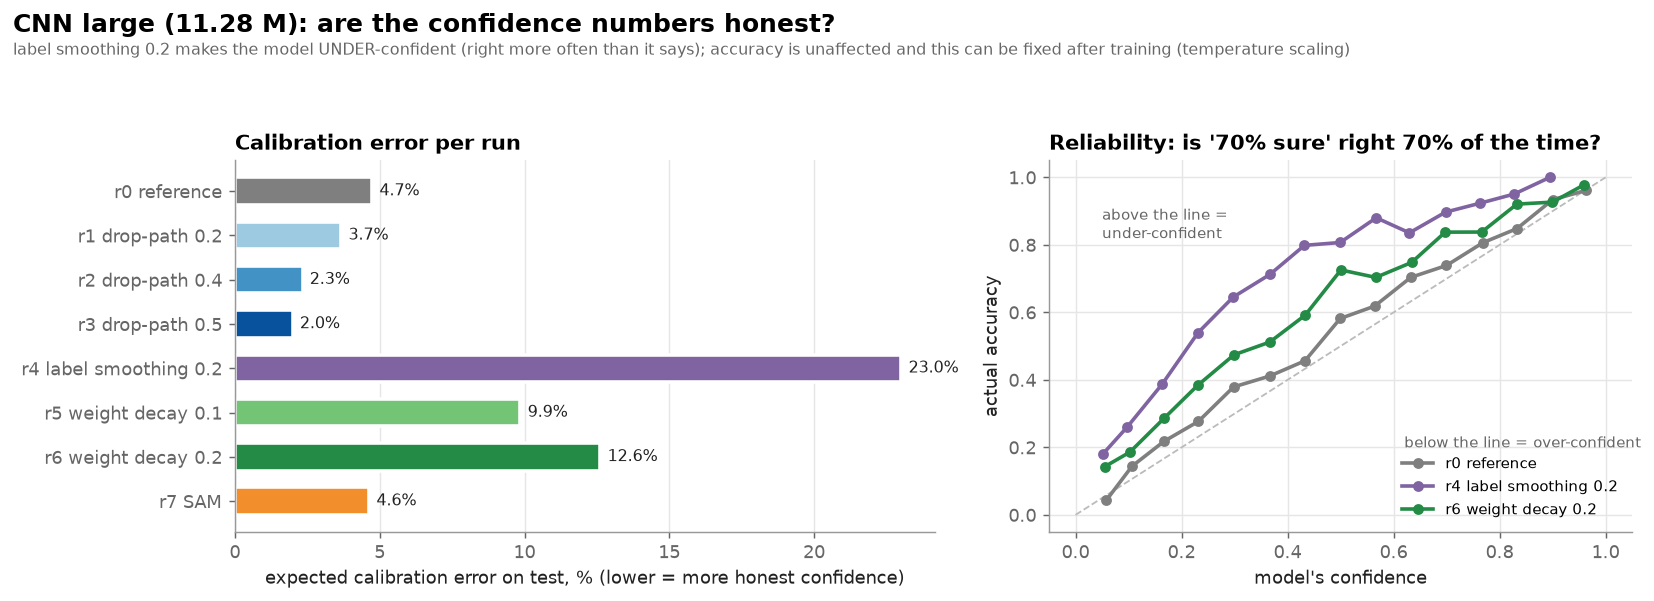 CNN large (11.28 M): are the confidence numbers honest?
label smoothing 0.2 makes the model UNDER-confident (right more often than it says); accuracy is unaffected and this can be fixed after training (temperature scaling)
Calibration error per run
r0 reference
4.7%
r1 drop-path 0.2
3.7%
r2 drop-path 0.4
2.3%
r3 drop-path 0.5
2.0%
r4 label smoothing 0.2
23.0%
r5 weight decay 0.1
9.9%
r6 weight decay 0.2
12.6%
r7 SAM
4.6%
0 5 10 15 20
expected calibration error on test, % (lower = more honest confidence)
Reliability: is '70% sure' right 70% of the time?
actual accuracy
1.0
0.8
0.6
0.4
0.2
0.0
above the line =
under-confident
below the line = over-confident
r0 reference
r4 label smoothing 0.2
r6 weight decay 0.2
0.0 0.2 0.4 0.6 0.8 1.0
model's confidence